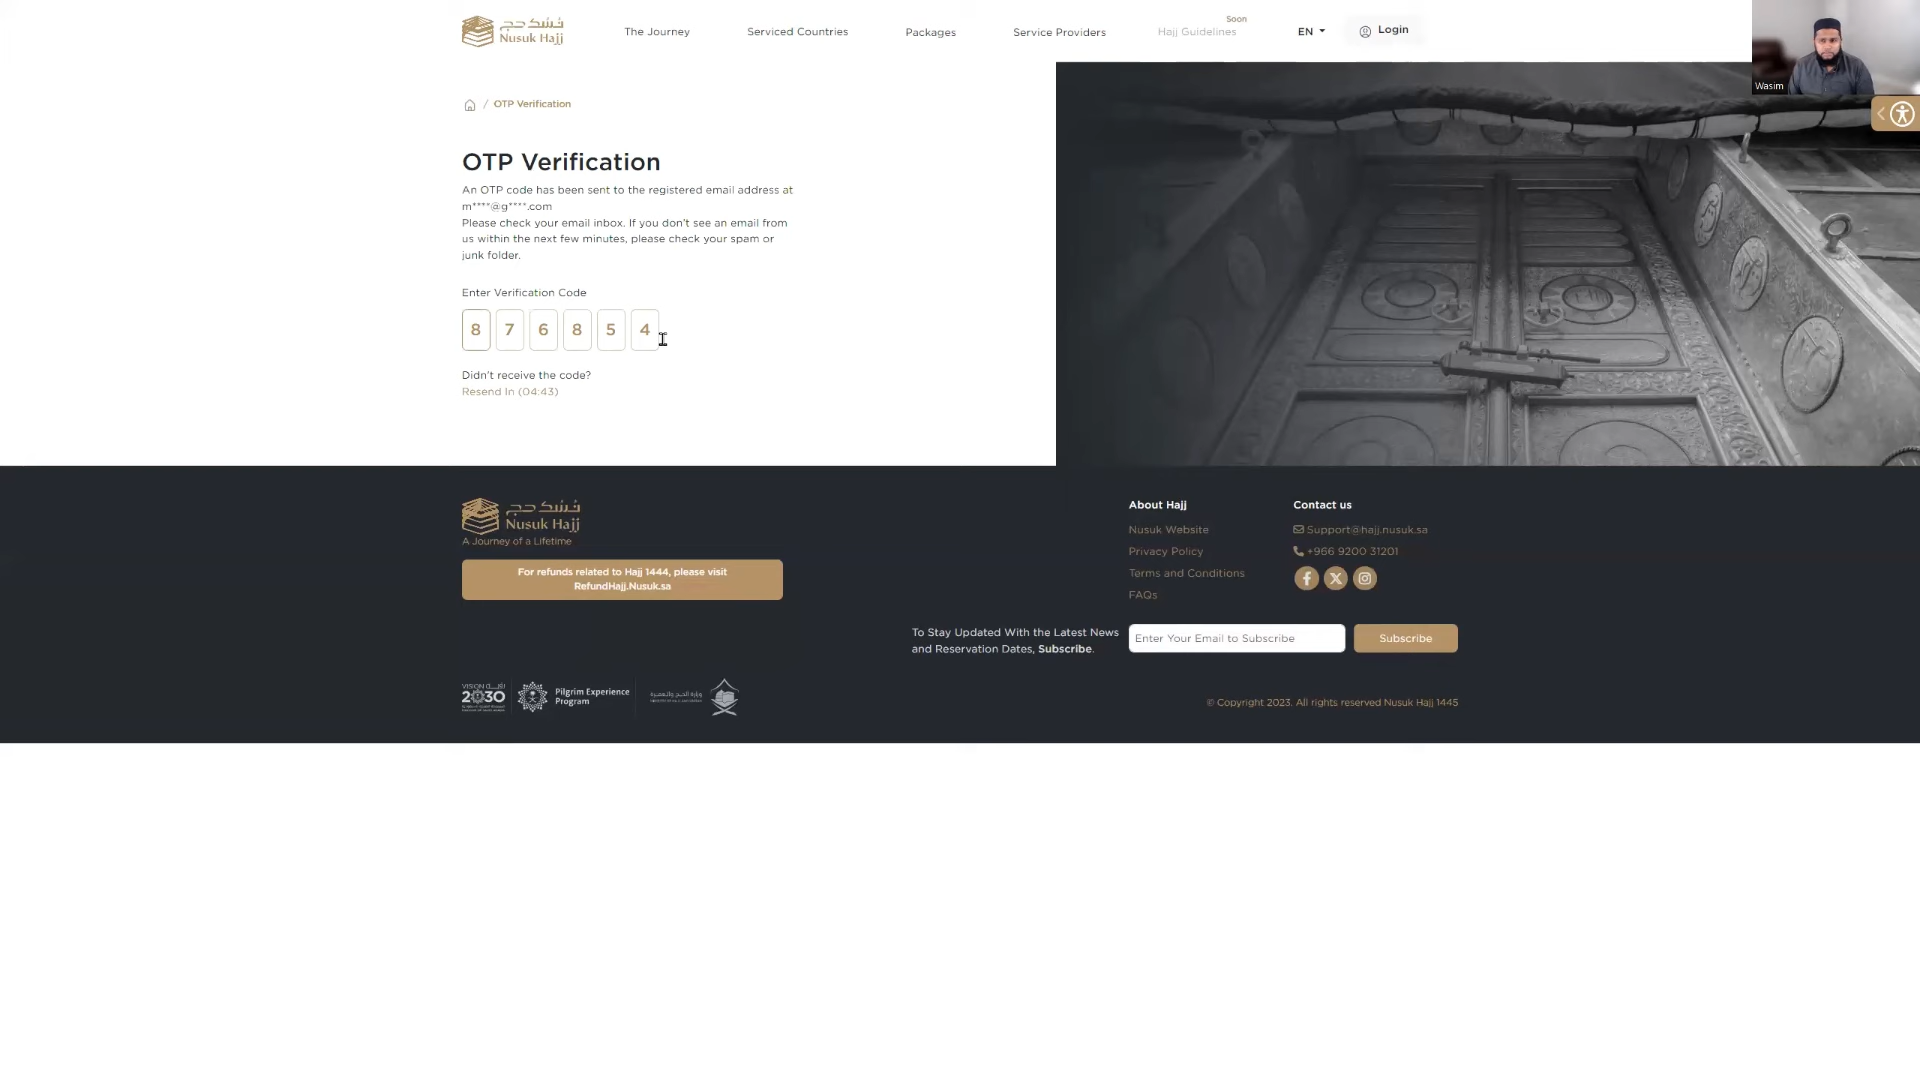 نسك حج
Nusuk Hajj
The Journey
Serviced Countries
Packages
Service Providers
Soon
Hajj Guidelines
EN
Login
Wasim
/ OTP Verification
OTP Verification
An OTP code has been sent to the registered email address at
m****@g****.com
Please check your email inbox. If you don't see an email from
us within the next few minutes, please check your spam or
junk folder.
Enter Verification Code
8 7 6 8 5 4
Didn't receive the code?
Resend In (04:43)
نسك حج
Nusuk Hajj
A Journey of a Lifetime
For refunds related to Hajj 1444, please visit
RefundHajj.Nusuk.sa
About Hajj
Nusuk Website
Privacy Policy
Terms and Conditions
FAQs
Contact us
Support@hajj.nusuk.sa
+966 9200 31201
To Stay Updated With the Latest News
and Reservation Dates, Subscribe.
Enter Your Email to Subscribe
Subscribe
VISION رؤية
2030
Pilgrim Experience
Program
وزارة الحج والعمرة
© Copyright 2023. All rights reserved Nusuk Hajj 1445